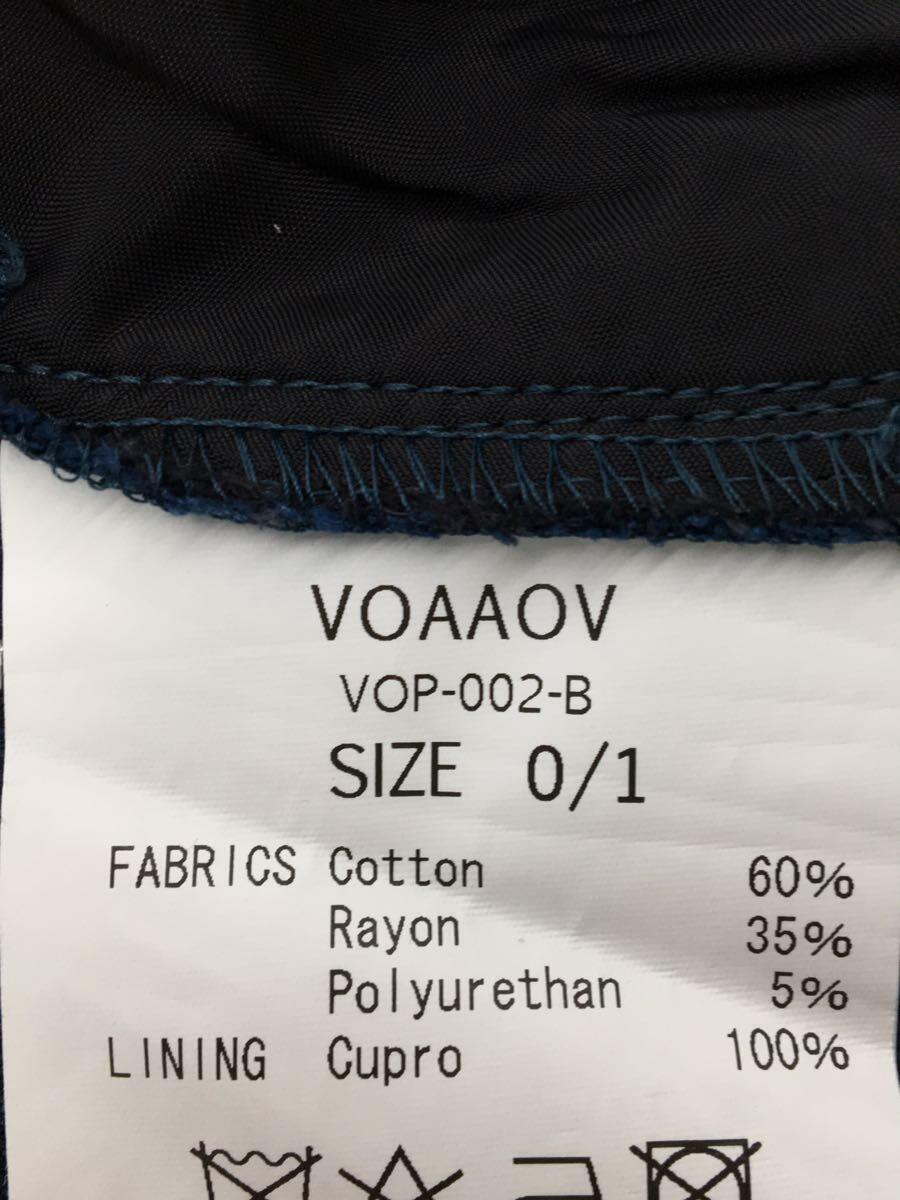 VOAAOV
VOP-002-B
SIZE 0/1
FABRICS Cotton 60%
Rayon 35%
Polyurethan 5%
LINING Cupro 100%